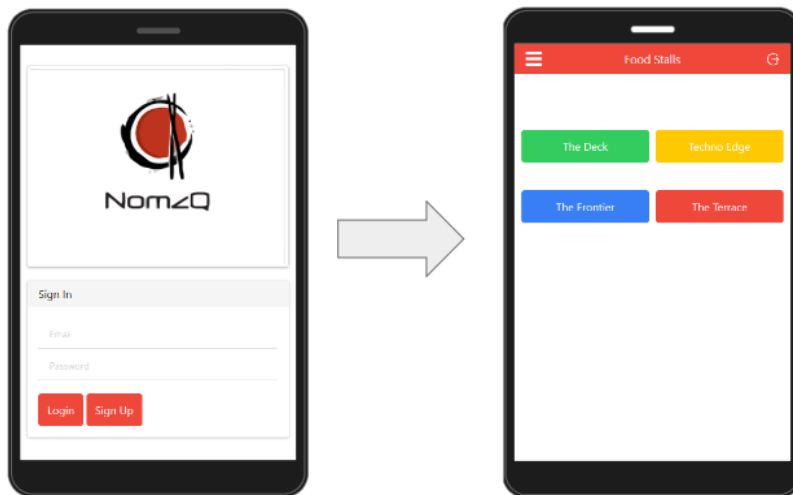 NomzQ
Sign In
Email
Password
Login Sign Up
Food Stalls
The Deck Techno Edge
The Frontier The Terrace